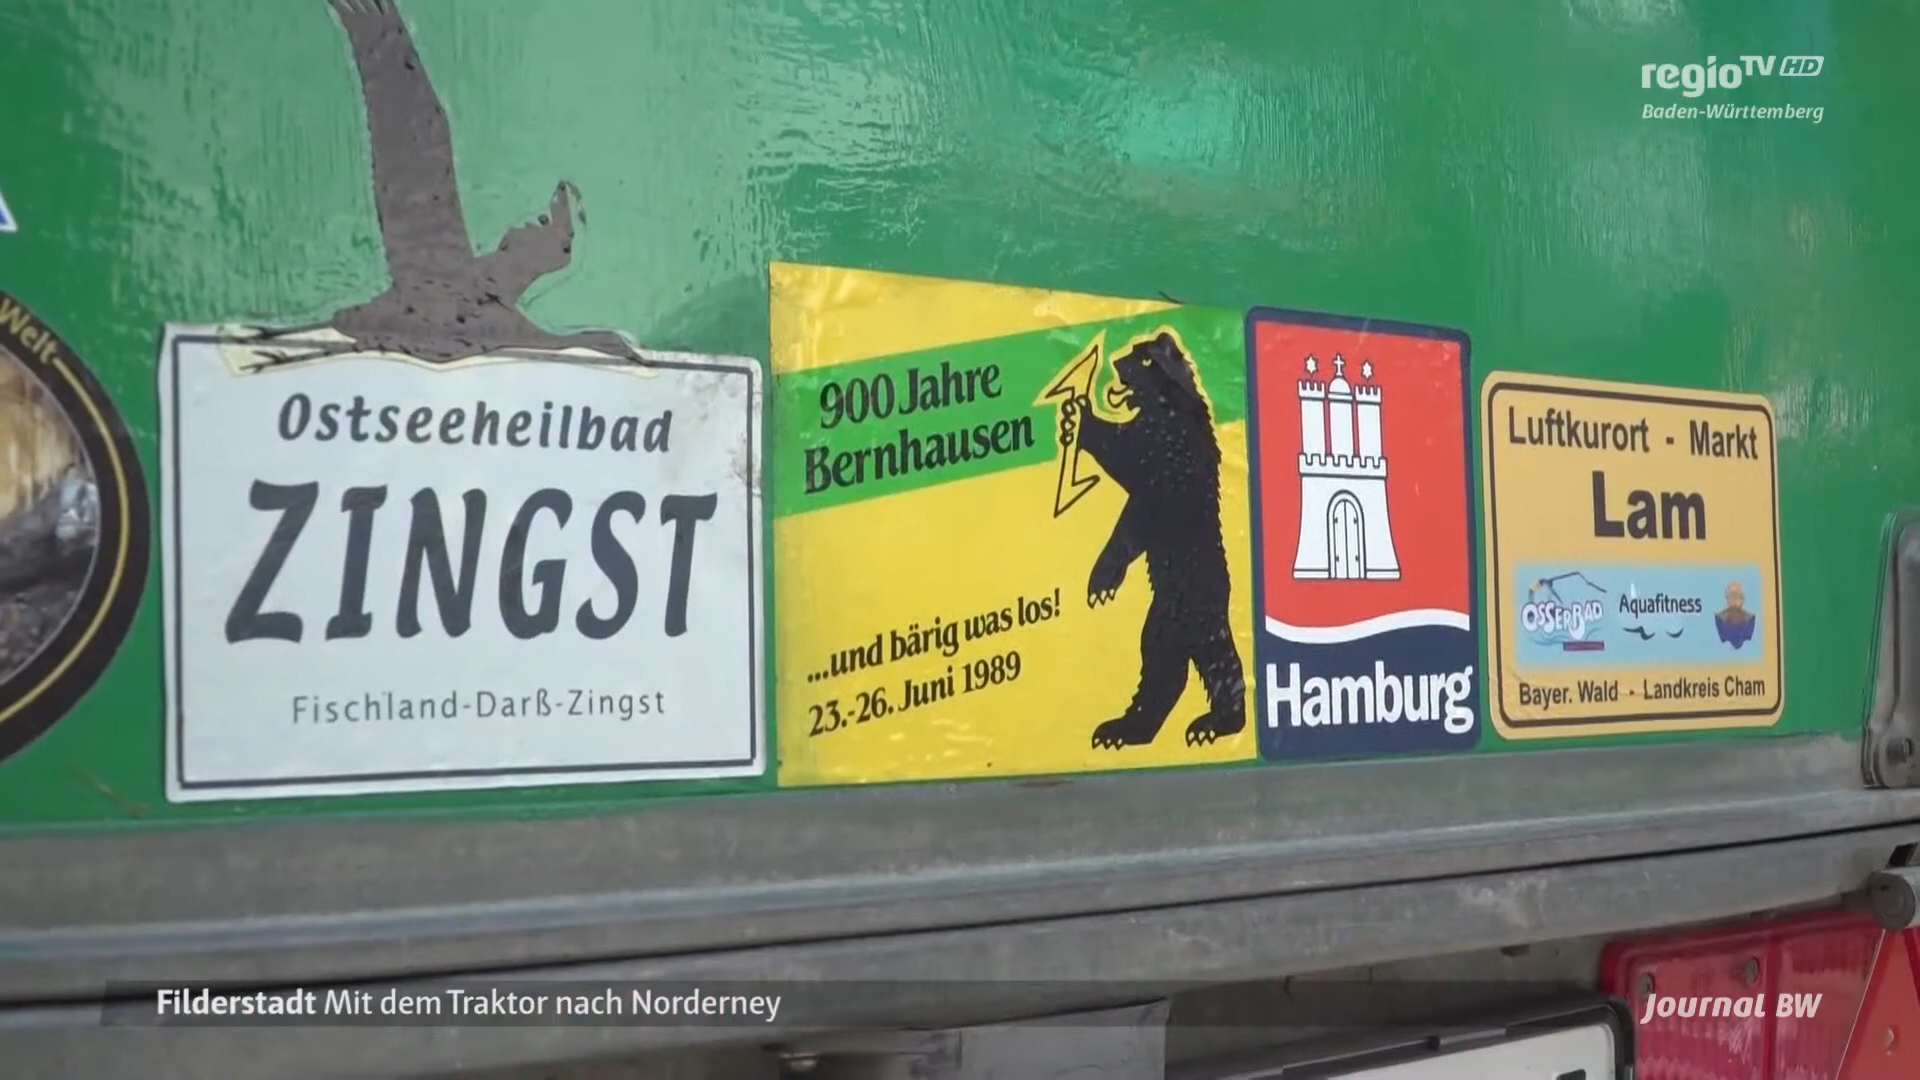 regioTV HD
Baden-Württemberg
Welt
Ostseeheilbad
ZINGST
Fischland-Darß-Zingst
900 Jahre
Bernhausen
...und bärig was los!
23.-26. Juni 1989
Hamburg
Luftkurort - Markt
Lam
OSSERBAD
Aquafitness
Bayer. Wald - Landkreis Cham
Filderstadt Mit dem Traktor nach Norderney
Journal BW